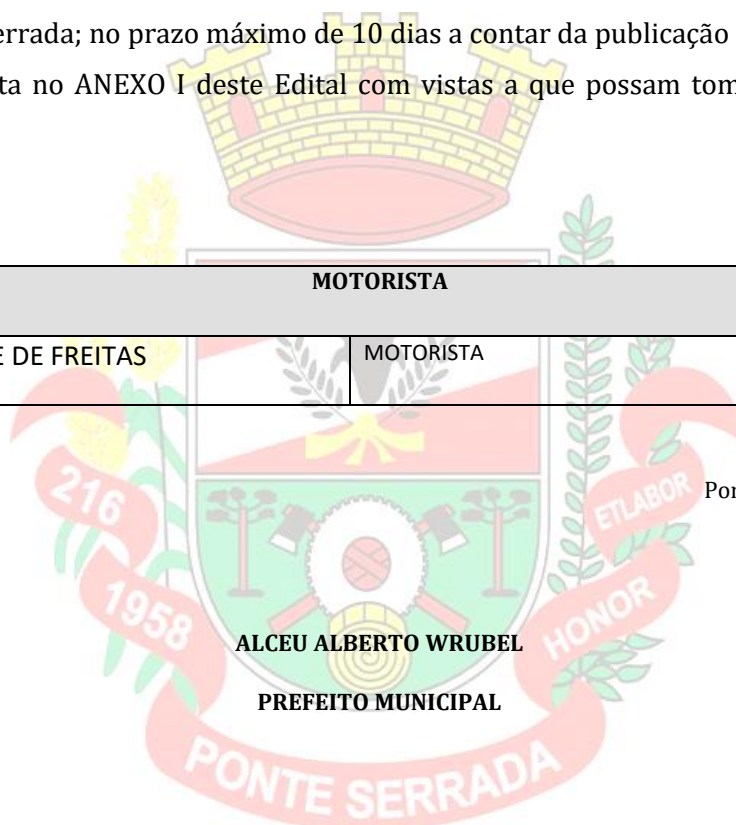 errada; no prazo máximo de 10 dias a contar da publicação
ta no ANEXO I deste Edital com vistas a que possam tom
MOTORISTA
E DE FREITAS
MOTORISTA
Por
216
1958
ETLABOR
HONOR
ALCEU ALBERTO WRUBEL
PREFEITO MUNICIPAL
PONTE SERRADA